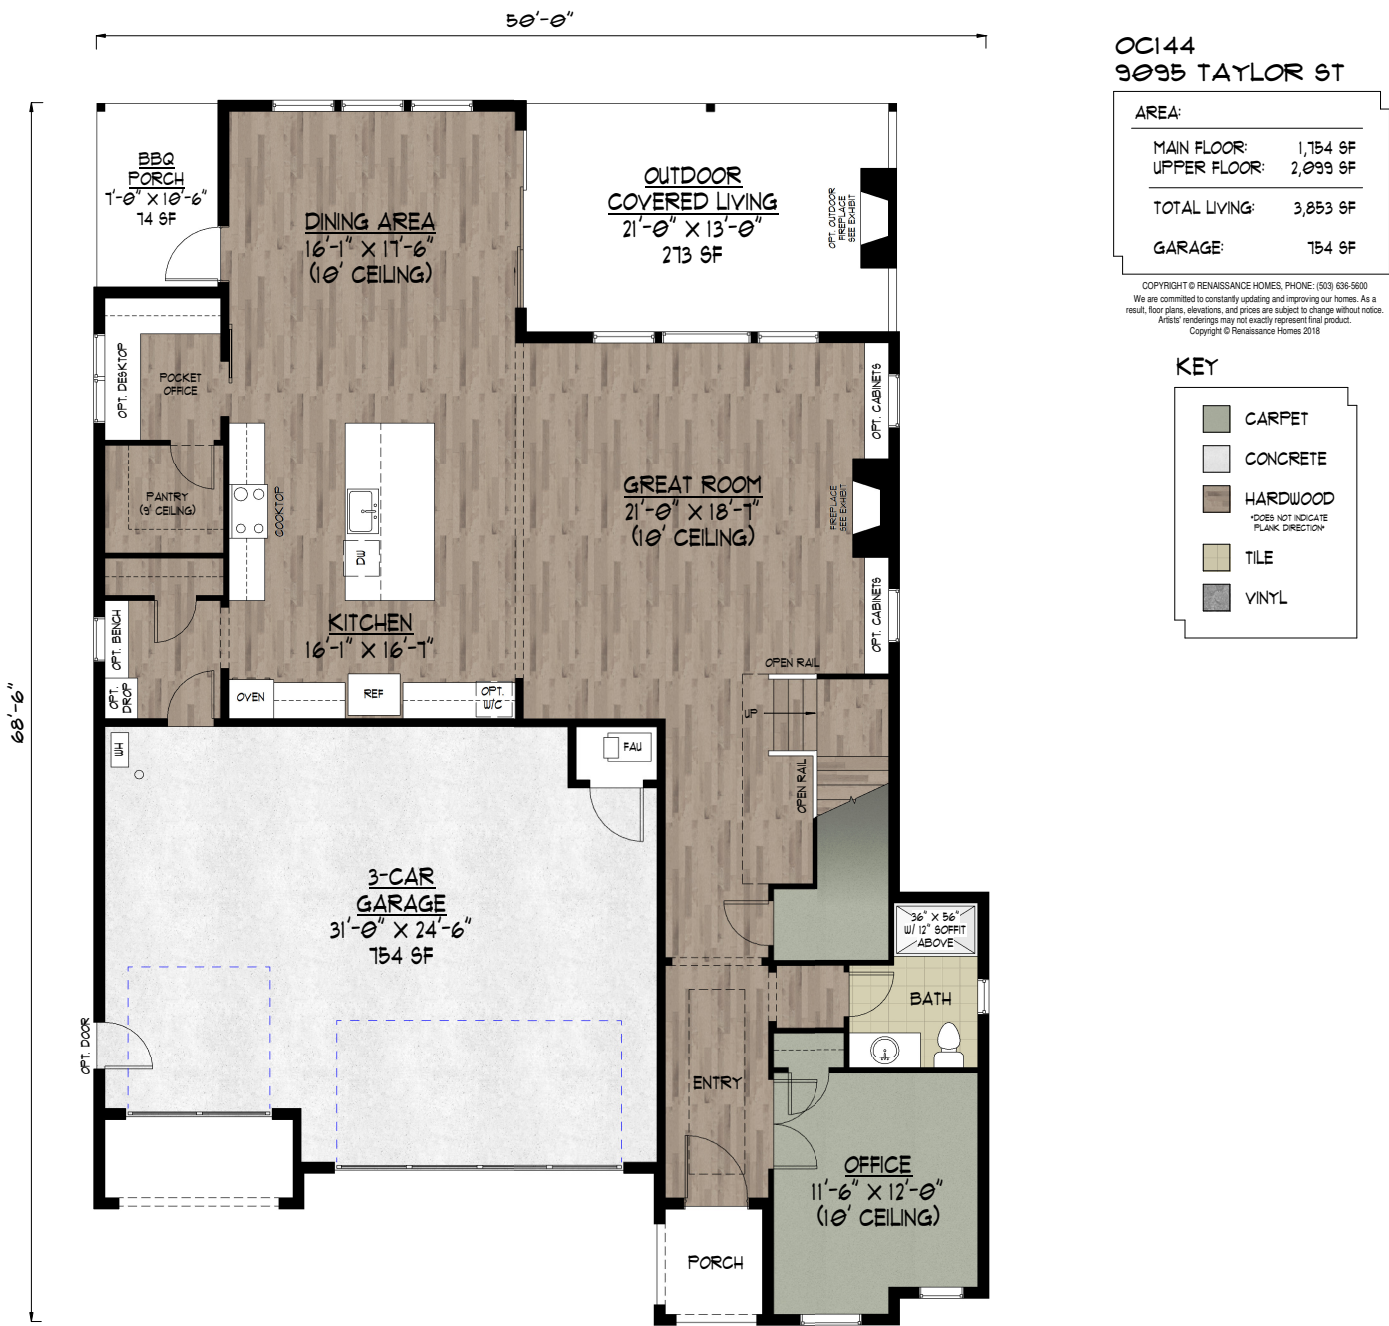 50'-0"
OC144
9095 TAYLOR ST
AREA:
MAIN FLOOR: 1,754 SF
UPPER FLOOR: 2,099 SF
TOTAL LIVING: 3,853 SF
GARAGE: 754 SF
COPYRIGHT © RENAISSANCE HOMES, PHONE: (503) 636-5600
We are committed to constantly updating and improving our homes. As a
result, floor plans, elevations, and prices are subject to change without notice.
Artists' renderings may not exactly represent final product.
Copyright © Renaissance Homes 2018
KEY
CARPET
CONCRETE
HARDWOOD
*DOES NOT INDICATE
PLANK DIRECTION*
TILE
VINYL
68'-6"
BBQ
PORCH
7'-0" X 10'-6"
74 SF
DINING AREA
16'-1" X 17'-6"
(10' CEILING)
OUTDOOR
COVERED LIVING
21'-0" X 13'-0"
273 SF
OPT. OUTDOOR
FIREPLACE
SEE EXHIBIT
OPT. DESKTOP
POCKET
OFFICE
PANTRY
(9' CEILING)
COOKTOP
DW
GREAT ROOM
21'-0" X 18'-7"
(10' CEILING)
OPT. CABINETS
FIREPLACE
SEE EXHIBIT
OPT. CABINETS
OPT. BENCH
OPT.
DROP
KITCHEN
16'-1" X 16'-7"
OVEN
REF
OPT.
W/C
OPEN RAIL
UP
OPEN RAIL
WH
FAU
3-CAR
GARAGE
31'-0" X 24'-6"
754 SF
36" X 56"
W/ 12" SOFFIT
ABOVE
BATH
OPT. DOOR
ENTRY
OFFICE
11'-6" X 12'-0"
(10' CEILING)
PORCH